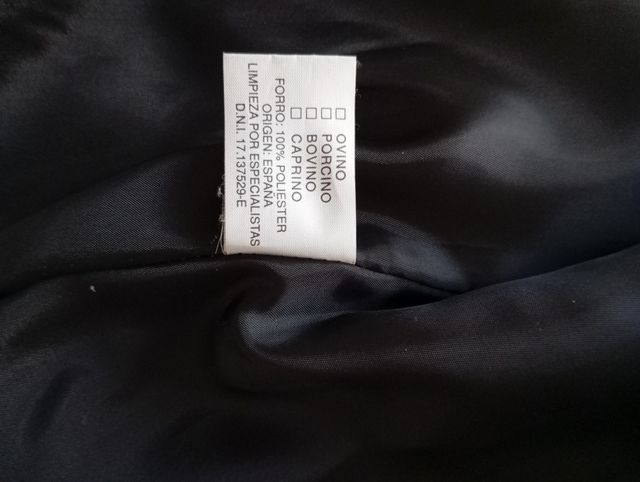 ☐ OVINO
☐ PORCINO
☐ BOVINO
☐ CAPRINO
FORRO: 100% POLIESTER
ORIGEN: ESPAÑA
LIMPIEZA POR ESPECIALISTAS
D.N.I. 17.137529-E